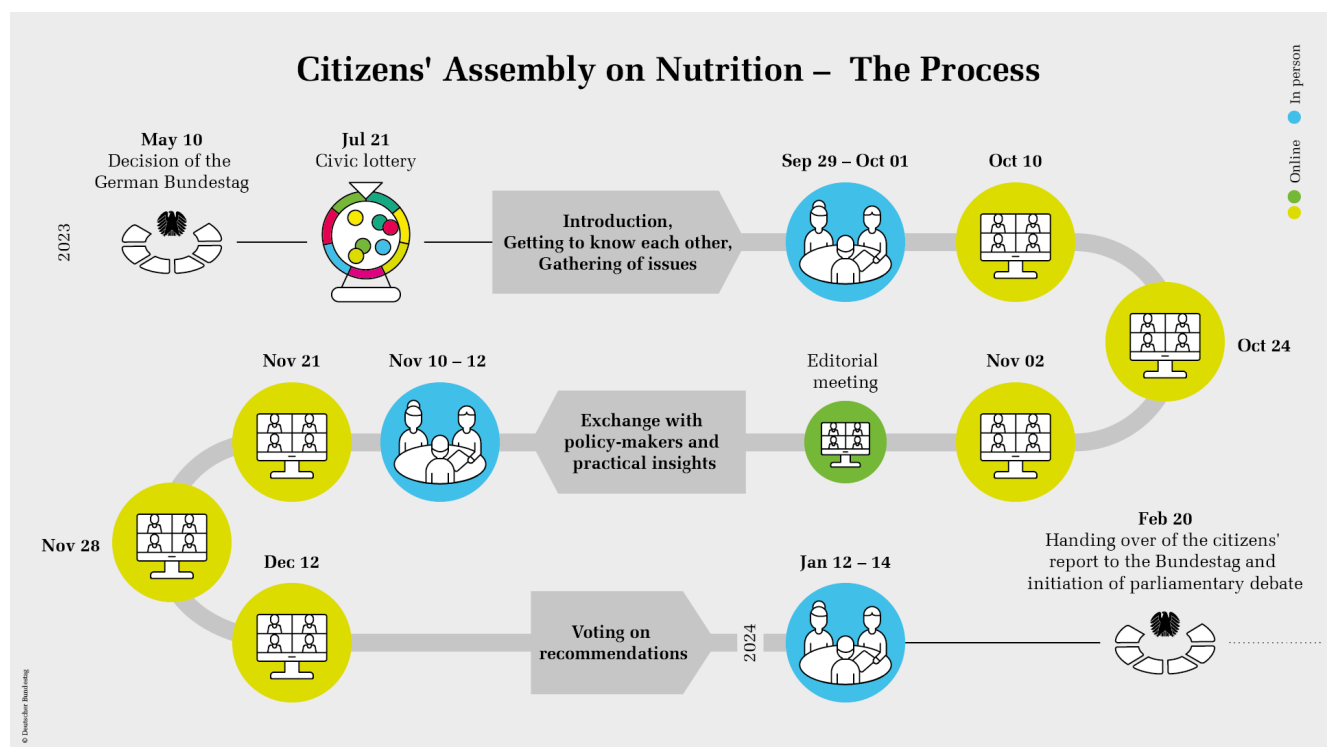 Citizens' Assembly on Nutrition – The Process
In person
Online
2023
May 10
Decision of the
German Bundestag
Jul 21
Civic lottery
Introduction,
Getting to know each other,
Gathering of issues
Sep 29 – Oct 01
Oct 10
Oct 24
Nov 02
Editorial
meeting
Exchange with
policy-makers and
practical insights
Nov 10 – 12
Nov 21
Nov 28
Dec 12
Voting on
recommendations
2024
Jan 12 – 14
Feb 20
Handing over of the citizens'
report to the Bundestag and
initiation of parliamentary debate
© Deutscher Bundestag